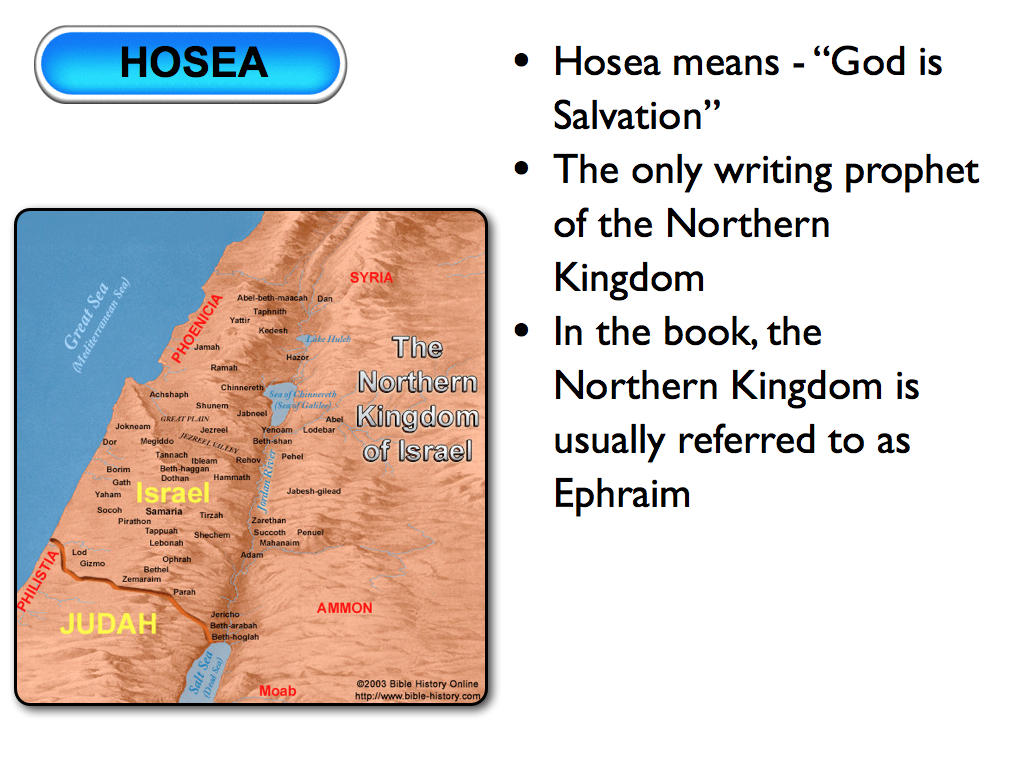 HOSEA
• Hosea means - “God is
Salvation”
• The only writing prophet
of the Northern
Kingdom
• In the book, the
Northern Kingdom is
usually referred to as
Ephraim
Great Sea
(Mediterranean Sea)
PHOENICIA
SYRIA
Abel-beth-maacah
Dan
Taphnith
Yattir
Kedesh
Lake Huleh
Jamah
Hazor
The
Northern
Kingdom
of Israel
Ramah
Chinnereth
Achshaph
Sea of Chinnereth
(Sea of Galilee)
Shunem
Jabneel
GREAT PLAIN
Abel
Jokneam
Jezreel
Yenoam
Lodebar
Dor
Megiddo
JEZREEL VALLEY
Beth-shan
Tannach
Ibleam
Rehov
Pehel
Borim
Beth-haggan
Gath
Dothan
Hammath
Jordan River
Yaham
Israel
Jabesh-gilead
Socoh
Samaria
Tirzah
Pirathon
Zarethan
Tappuah
Shechem
Succoth
Penuel
Lebonah
Mahanaim
Lod
Adam
Gizmo
Ophrah
Bethel
Zemaraim
PHILISTIA
Parah
AMMON
JUDAH
Jericho
Beth-arabah
Beth-hoglah
Salt Sea
(Dead Sea)
Moab
©2003 Bible History Online
http://www.bible-history.com